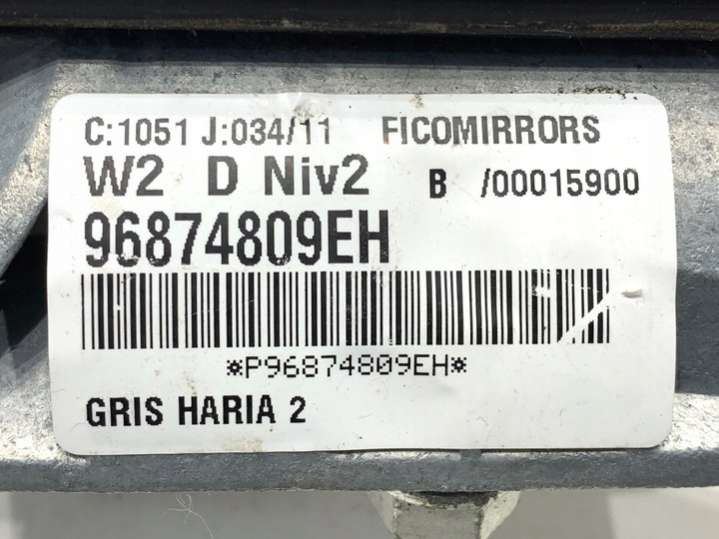 C:1051 J:034/11 FICOMIRRORS
W2 D Niv2 B /00015900
96874809EH
*P96874809EH*
GRIS HARIA 2